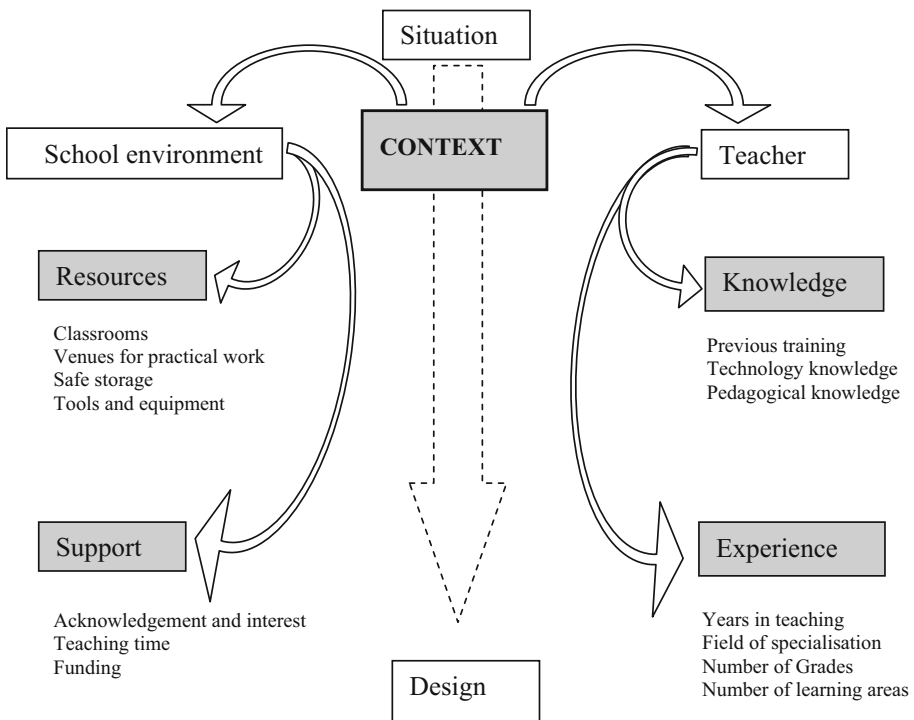 Situation
CONTEXT
School environment
Teacher
Resources
Classrooms
Venues for practical work
Safe storage
Tools and equipment
Knowledge
Previous training
Technology knowledge
Pedagogical knowledge
Support
Acknowledgement and interest
Teaching time
Funding
Experience
Years in teaching
Field of specialisation
Number of Grades
Number of learning areas
Design